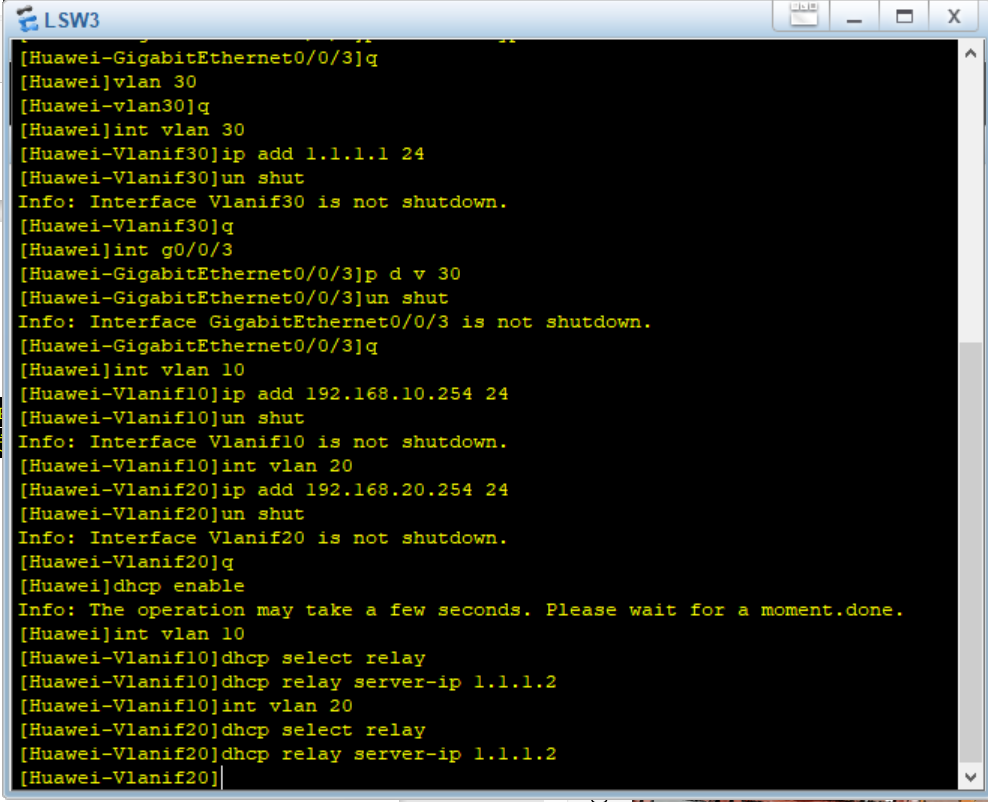 LSW3
[Huawei-GigabitEthernet0/0/3]q
[Huawei]vlan 30
[Huawei-vlan30]q
[Huawei]int vlan 30
[Huawei-Vlanif30]ip add 1.1.1.1 24
[Huawei-Vlanif30]un shut
Info: Interface Vlanif30 is not shutdown.
[Huawei-Vlanif30]q
[Huawei]int g0/0/3
[Huawei-GigabitEthernet0/0/3]p d v 30
[Huawei-GigabitEthernet0/0/3]un shut
Info: Interface GigabitEthernet0/0/3 is not shutdown.
[Huawei-GigabitEthernet0/0/3]q
[Huawei]int vlan 10
[Huawei-Vlanif10]ip add 192.168.10.254 24
[Huawei-Vlanif10]un shut
Info: Interface Vlanif10 is not shutdown.
[Huawei-Vlanif10]int vlan 20
[Huawei-Vlanif20]ip add 192.168.20.254 24
[Huawei-Vlanif20]un shut
Info: Interface Vlanif20 is not shutdown.
[Huawei-Vlanif20]q
[Huawei]dhcp enable
Info: The operation may take a few seconds. Please wait for a moment.done.
[Huawei]int vlan 10
[Huawei-Vlanif10]dhcp select relay
[Huawei-Vlanif10]dhcp relay server-ip 1.1.1.2
[Huawei-Vlanif10]int vlan 20
[Huawei-Vlanif20]dhcp select relay
[Huawei-Vlanif20]dhcp relay server-ip 1.1.1.2
[Huawei-Vlanif20]